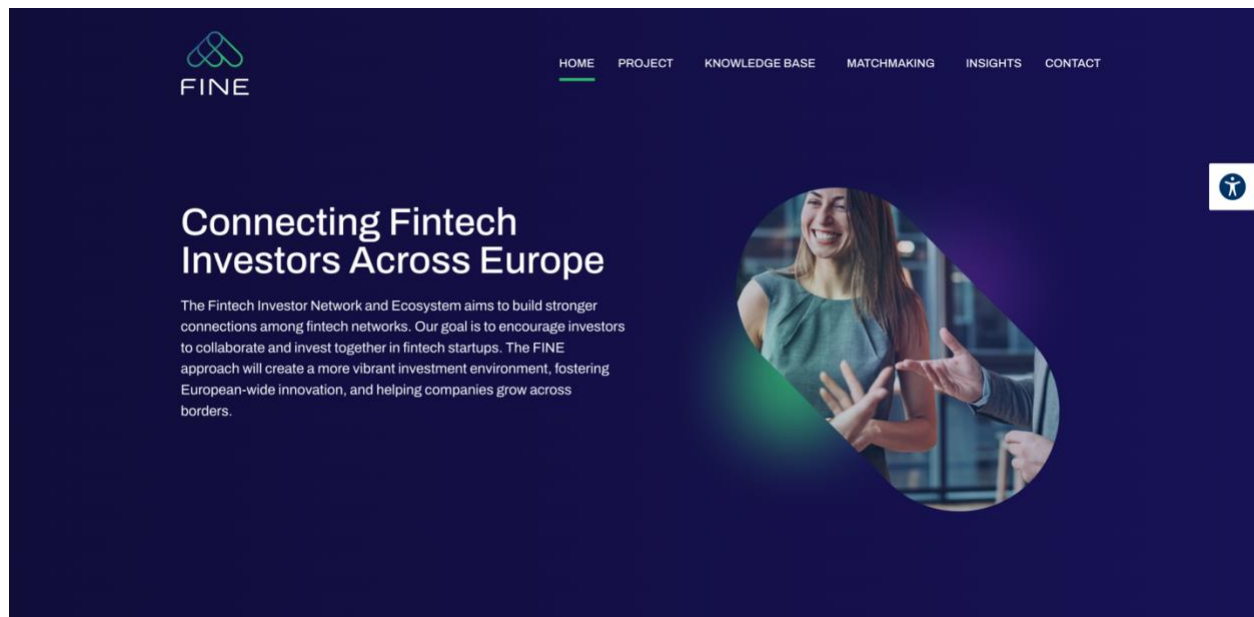 FINE
HOME PROJECT KNOWLEDGE BASE MATCHMAKING INSIGHTS CONTACT
Connecting Fintech
Investors Across Europe
The Fintech Investor Network and Ecosystem aims to build stronger
connections among fintech networks. Our goal is to encourage investors
to collaborate and invest together in fintech startups. The FINE
approach will create a more vibrant investment environment, fostering
European-wide innovation, and helping companies grow across
borders.